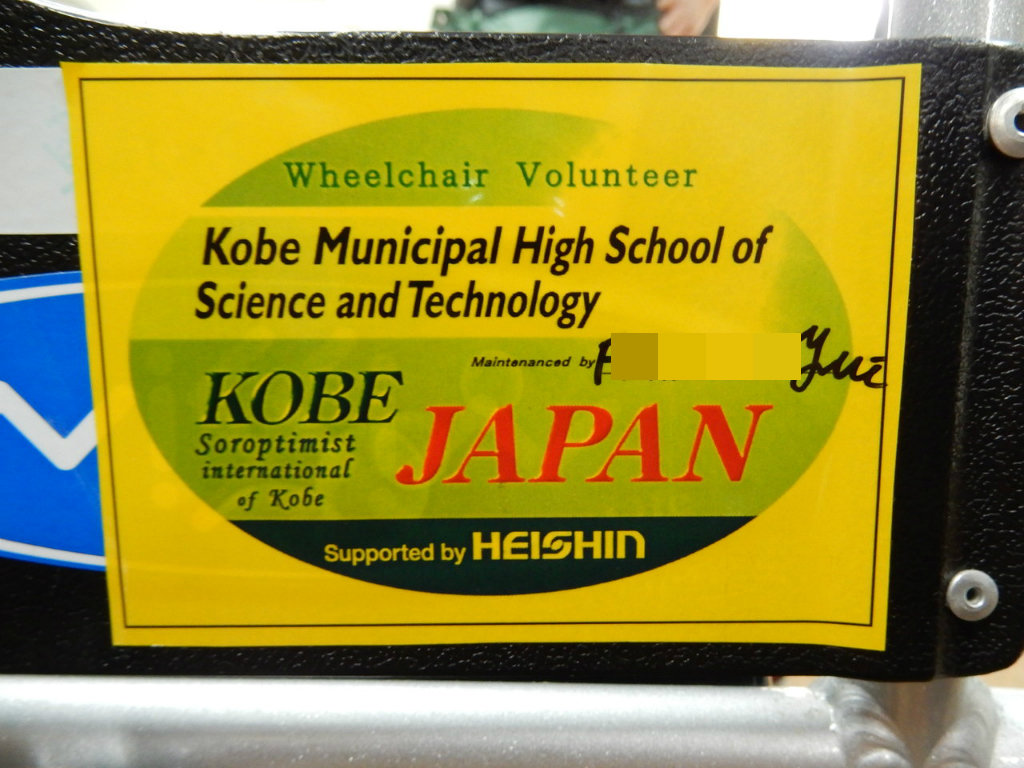 Wheelchair Volunteer
Kobe Municipal High School of
Science and Technology
Maintenanced by Yui
KOBE
JAPAN
Soroptimist
international
of Kobe
Supported by HEISHIN